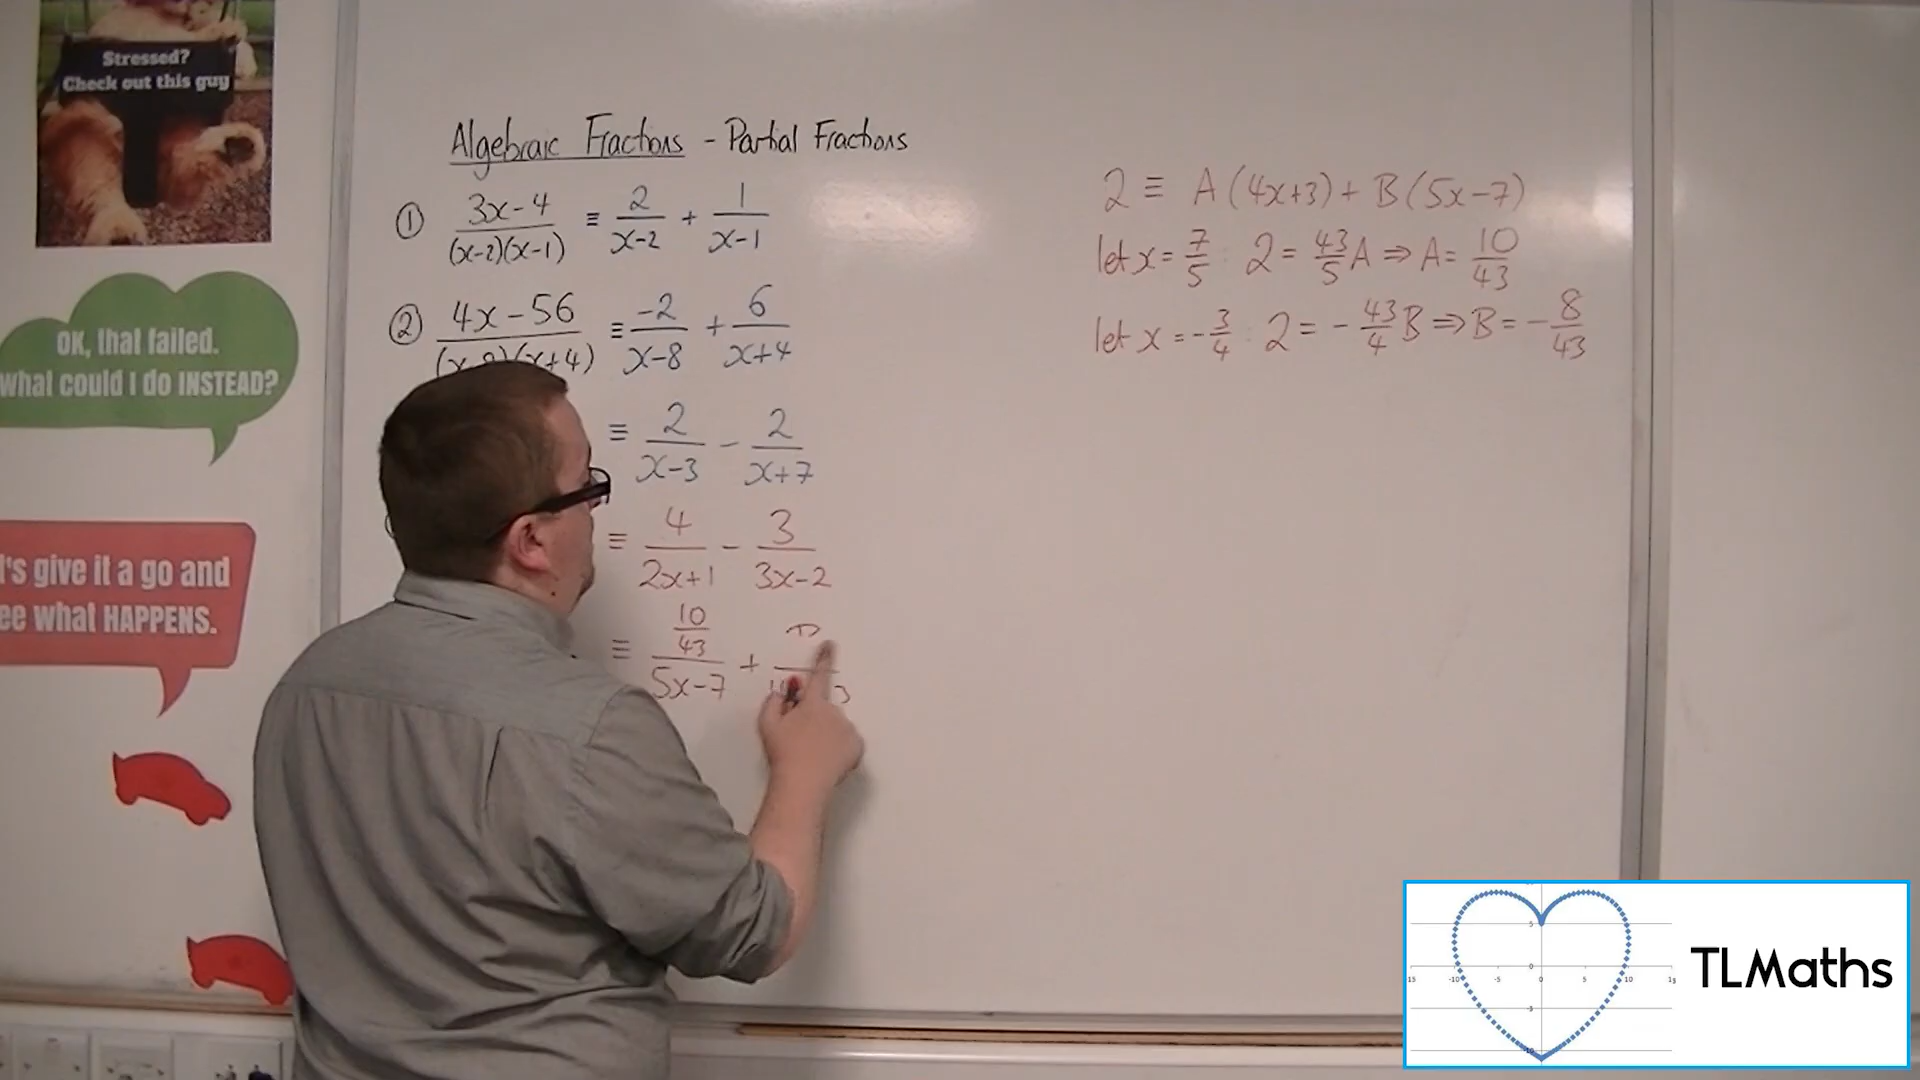 Stressed?
Check out this guy
OK, that failed.
what could I do INSTEAD?
's give it a go and
ee what HAPPENS.
Algebraic Fractions - Partial Fractions
① 3x-4/(x-2)(x-1) ≡ 2/x-2 + 1/x-1
② 4x-56/(x-8)(x+4) ≡ -2/x-8 + 6/x+4
≡ 2/x-3 - 2/x+7
≡ 4/2x+1 - 3/3x-2
≡ 10/43/5x-7 +
2 ≡ A(4x+3) + B(5x-7)
let x = 7/5 : 2 = 43/5 A ⇒ A = 10/43
let x = -3/4 : 2 = -43/4 B ⇒ B = -8/43
TLMaths